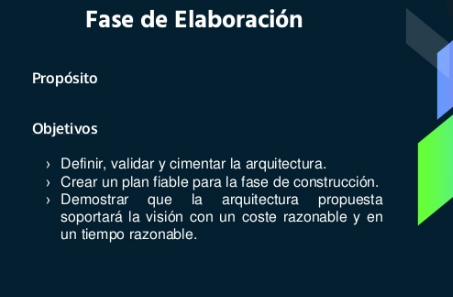 Fase de Elaboración
Propósito
Objetivos
› Definir, validar y cimentar la arquitectura.
› Crear un plan fiable para la fase de construcción.
› Demostrar que la arquitectura propuesta
soportará la visión con un coste razonable y en
un tiempo razonable.